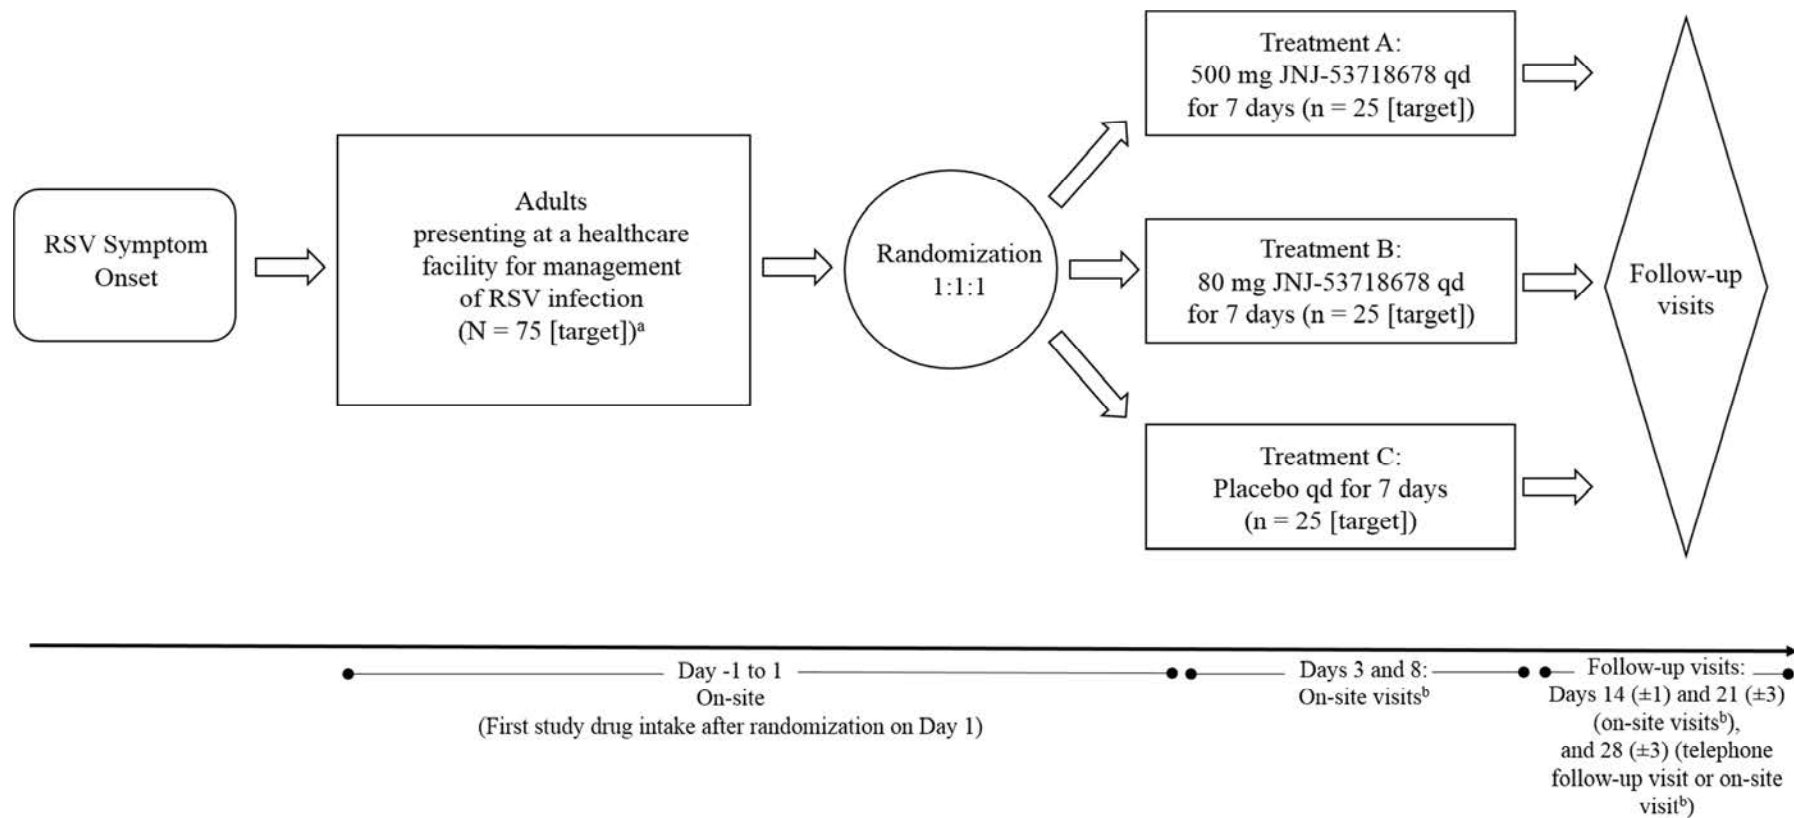 RSV Symptom
Onset
Adults
presenting at a healthcare
facility for management
of RSV infection
(N = 75 [target])ᵃ
Randomization
1:1:1
Treatment A:
500 mg JNJ-53718678 qd
for 7 days (n = 25 [target])
Treatment B:
80 mg JNJ-53718678 qd
for 7 days (n = 25 [target])
Treatment C:
Placebo qd for 7 days
(n = 25 [target])
Follow-up
visits
Day -1 to 1
On-site
(First study drug intake after randomization on Day 1)
Days 3 and 8:
On-site visitsᵇ
Follow-up visits:
Days 14 (±1) and 21 (±3)
(on-site visitsᵇ),
and 28 (±3) (telephone
follow-up visit or on-site
visitᵇ)